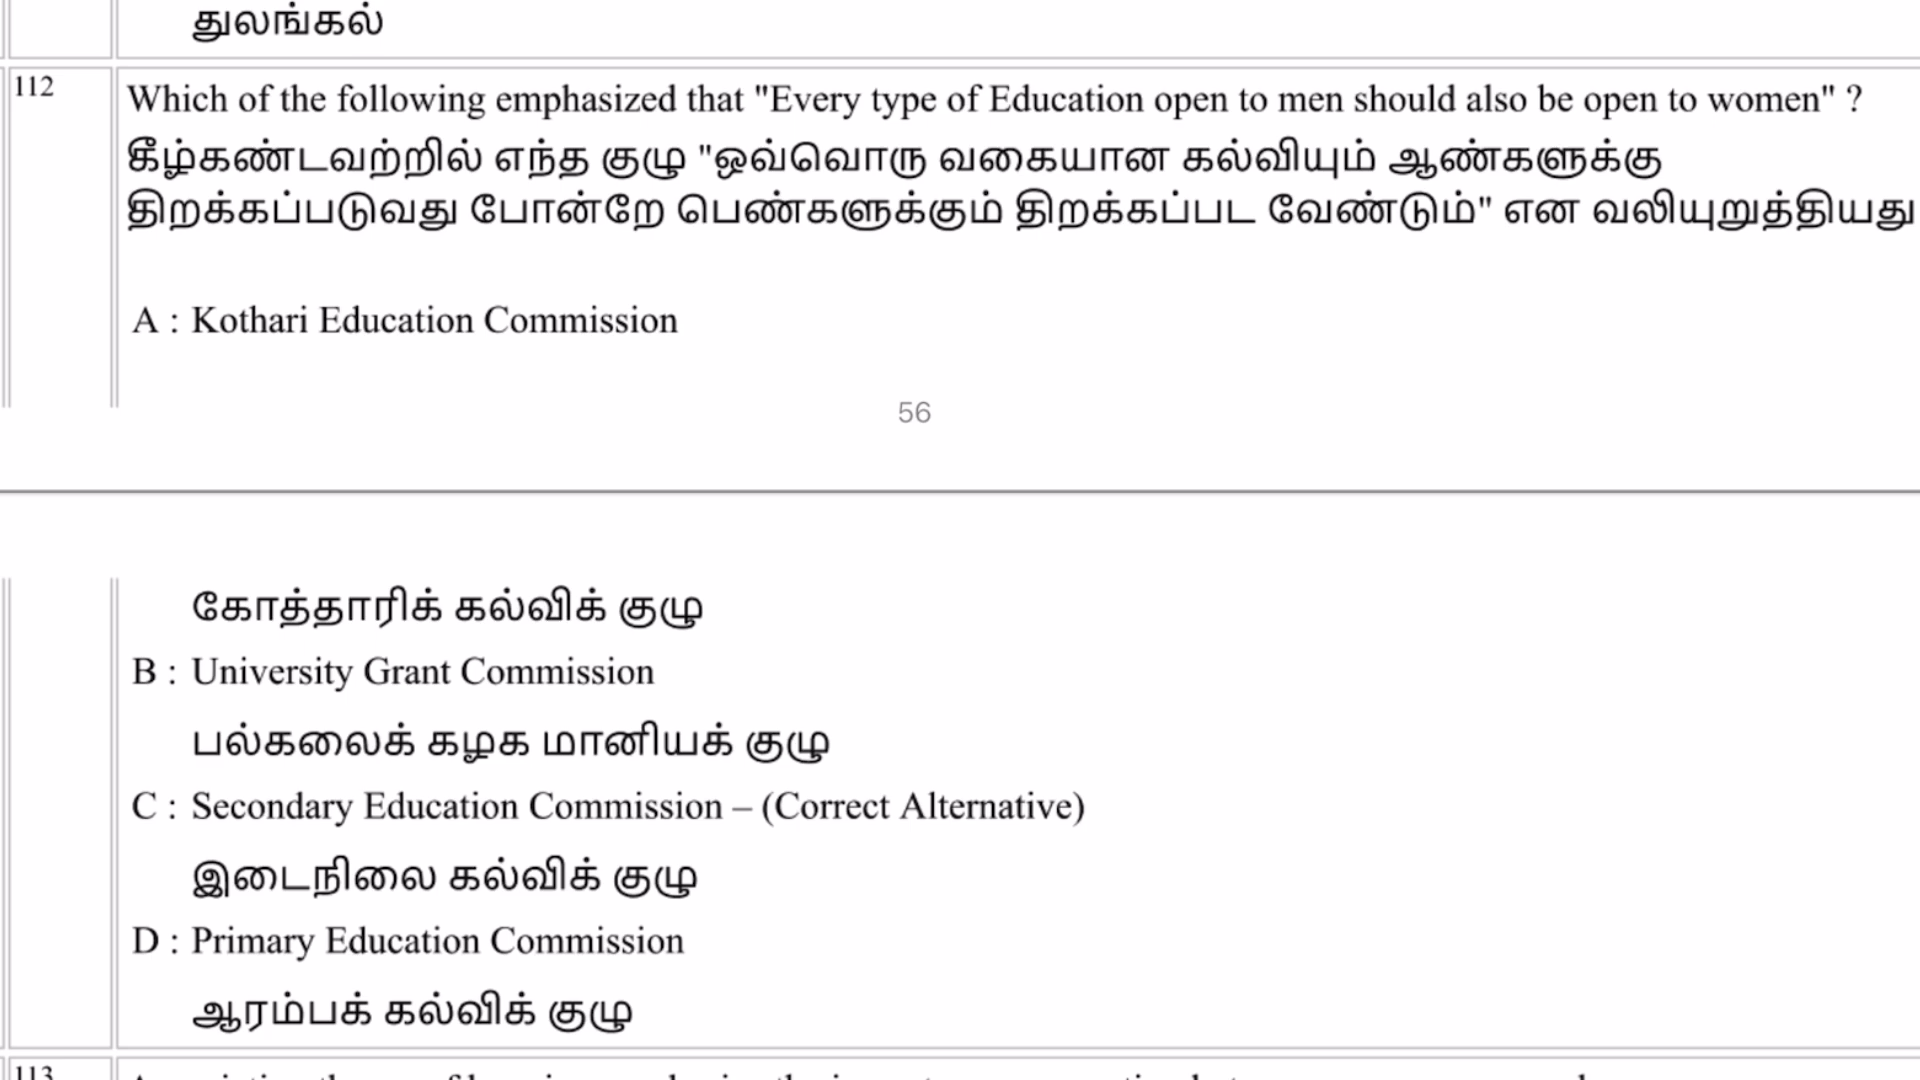 துலங்கல்
112
Which of the following emphasized that "Every type of Education open to men should also be open to women" ?
கீழ்கண்டவற்றில் எந்த குழு "ஒவ்வொரு வகையான கல்வியும் ஆண்களுக்கு
திறக்கப்படுவது போன்றே பெண்களுக்கும் திறக்கப்பட வேண்டும்" என வலியுறுத்தியது
A : Kothari Education Commission
56
கோத்தாரிக் கல்விக் குழு
B : University Grant Commission
பல்கலைக் கழக மானியக் குழு
C : Secondary Education Commission – (Correct Alternative)
இடைநிலை கல்விக் குழு
D : Primary Education Commission
ஆரம்பக் கல்விக் குழு
113